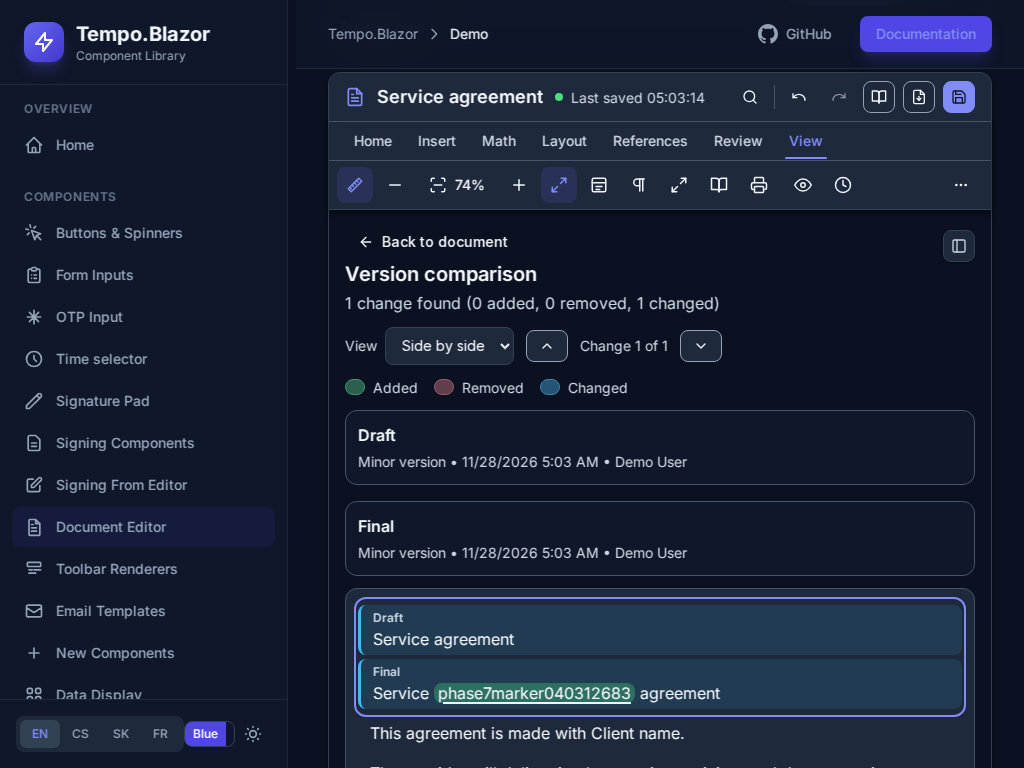 Tempo.Blazor
Component Library
OVERVIEW
Home
COMPONENTS
Buttons & Spinners
Form Inputs
OTP Input
Time selector
Signature Pad
Signing Components
Signing From Editor
Document Editor
Toolbar Renderers
Email Templates
New Components
Data Display
EN CS SK FR Blue
Tempo.Blazor Demo
GitHub
Documentation
Service agreement Last saved 05:03:14
Home Insert Math Layout References Review View
74%
Back to document
Version comparison
1 change found (0 added, 0 removed, 1 changed)
View Side by side Change 1 of 1
Added Removed Changed
Draft
Minor version • 11/28/2026 5:03 AM • Demo User
Final
Minor version • 11/28/2026 5:03 AM • Demo User
Draft
Service agreement
Final
Service phase7marker040312683 agreement
This agreement is made with Client name.